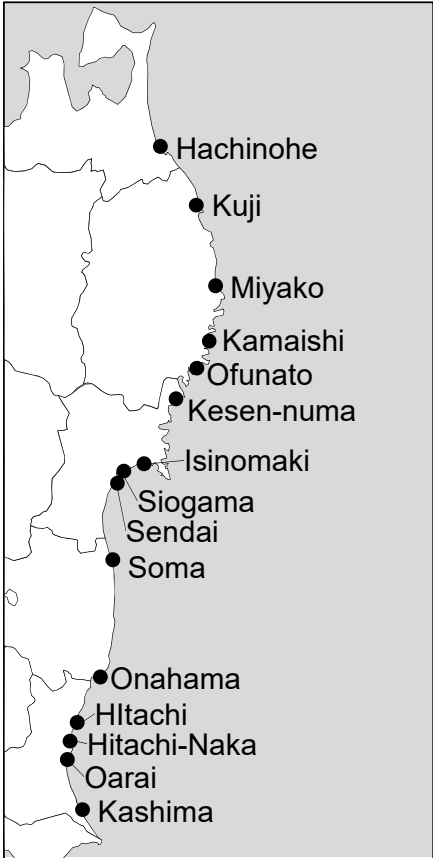 Hachinohe
Kuji
Miyako
Kamaishi
Ofunato
Kesen-numa
Isinomaki
Siogama
Sendai
Soma
Onahama
HItachi
Hitachi-Naka
Oarai
Kashima